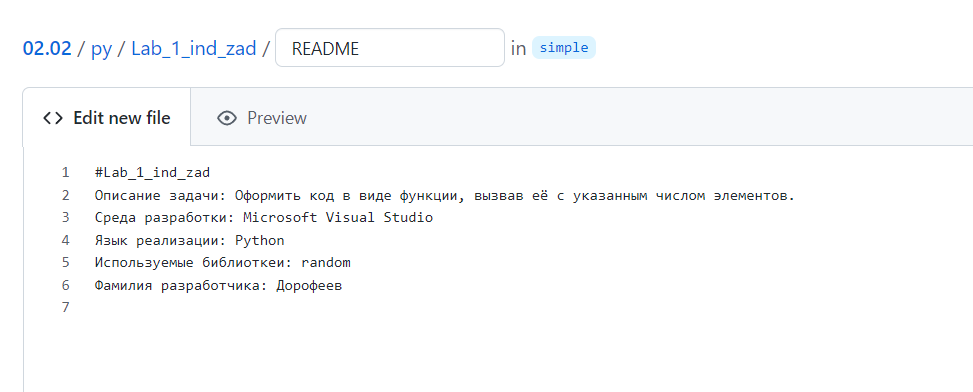 02.02 / py / Lab_1_ind_zad / README in simple
Edit new file Preview
1 #Lab_1_ind_zad
2 Описание задачи: Оформить код в виде функции, вызвав её с указанным числом элементов.
3 Среда разработки: Microsoft Visual Studio
4 Язык реализации: Python
5 Используемые библиоткеи: random
6 Фамилия разработчика: Дорофеев
7